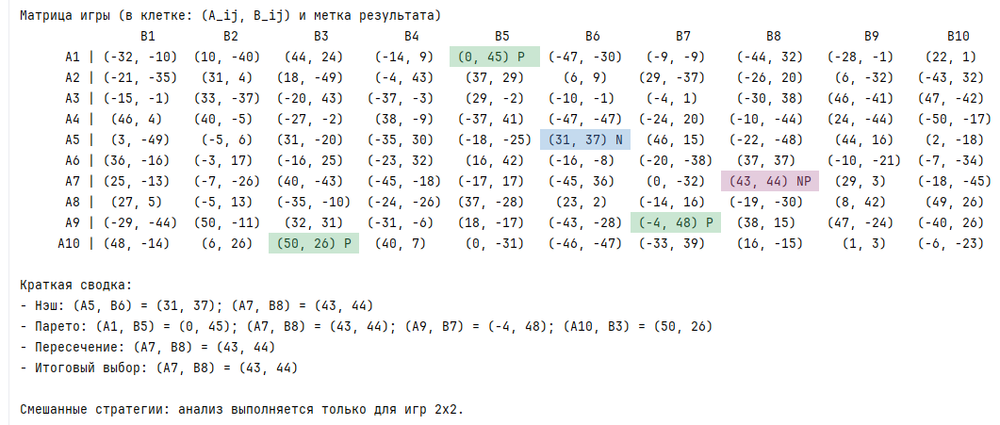 Матрица игры (в клетке: (A_ij, B_ij) и метка результата)
B1 B2 B3 B4 B5 B6 B7 B8 B9 B10
A1 | (-32, -10) (10, -40) (44, 24) (-14, 9) (0, 45) P (-47, -30) (-9, -9) (-44, 32) (-28, -1) (22, 1)
A2 | (-21, -35) (31, 4) (18, -49) (-4, 43) (37, 29) (6, 9) (29, -37) (-26, 20) (6, -32) (-43, 32)
A3 | (-15, -1) (33, -37) (-20, 43) (-37, -3) (29, -2) (-10, -1) (-4, 1) (-30, 38) (46, -41) (47, -42)
A4 | (46, 4) (40, -5) (-27, -2) (38, -9) (-37, 41) (-47, -47) (-24, 20) (-10, -44) (24, -44) (-50, -17)
A5 | (3, -49) (-5, 6) (31, -20) (-35, 30) (-18, -25) (31, 37) N (46, 15) (-22, -48) (44, 16) (2, -18)
A6 | (36, -16) (-3, 17) (-16, 25) (-23, 32) (16, 42) (-16, -8) (-20, -38) (37, 37) (-10, -21) (-7, -34)
A7 | (25, -13) (-7, -26) (40, -43) (-45, -18) (-17, 17) (-45, 36) (0, -32) (43, 44) NP (29, 3) (-18, -45)
A8 | (27, 5) (-5, 13) (-35, -10) (-24, -26) (37, -28) (23, 2) (-14, 16) (-19, -30) (8, 42) (49, 26)
A9 | (-29, -44) (50, -11) (32, 31) (-31, -6) (18, -17) (-43, -28) (-4, 48) P (38, 15) (47, -24) (-40, 26)
A10 | (48, -14) (6, 26) (50, 26) P (40, 7) (0, -31) (-46, -47) (-33, 39) (16, -15) (1, 3) (-6, -23)
Краткая сводка:
- Нэш: (A5, B6) = (31, 37); (A7, B8) = (43, 44)
- Парето: (A1, B5) = (0, 45); (A7, B8) = (43, 44); (A9, B7) = (-4, 48); (A10, B3) = (50, 26)
- Пересечение: (A7, B8) = (43, 44)
- Итоговый выбор: (A7, B8) = (43, 44)
Смешанные стратегии: анализ выполняется только для игр 2x2.